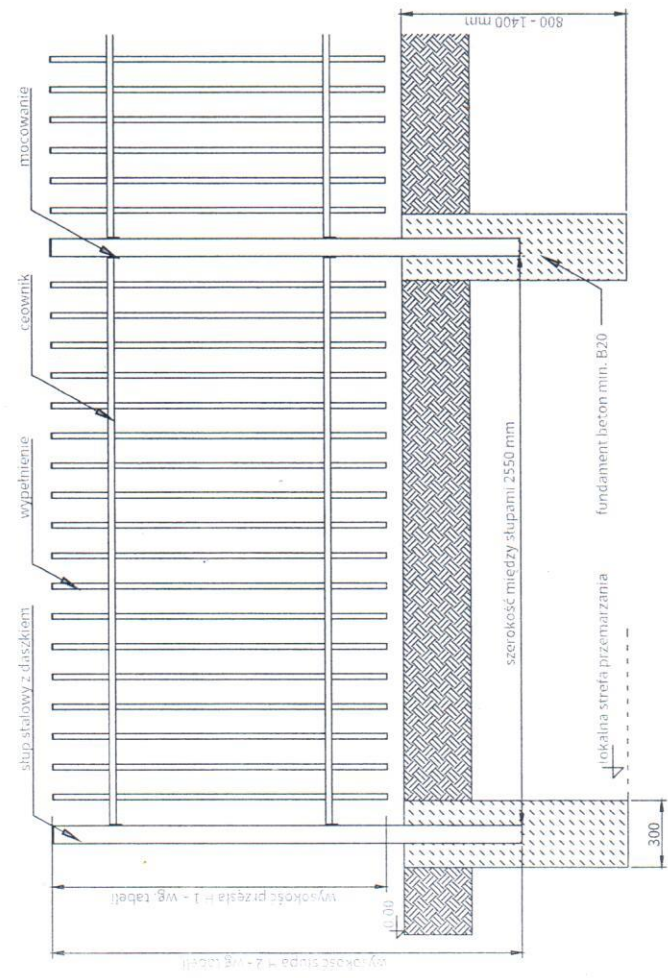 słup stalowy z daszkiem
wypełnienie
ceownik
mocowanie
wysokość słupa H 2 - wg. tabeli
wysokość przęsła H 1 - wg. tabeli
0,00
szerokość między słupami 2550 mm
800 - 1400 mm
300
lokalna strefa przemarzania
fundament beton min. B20